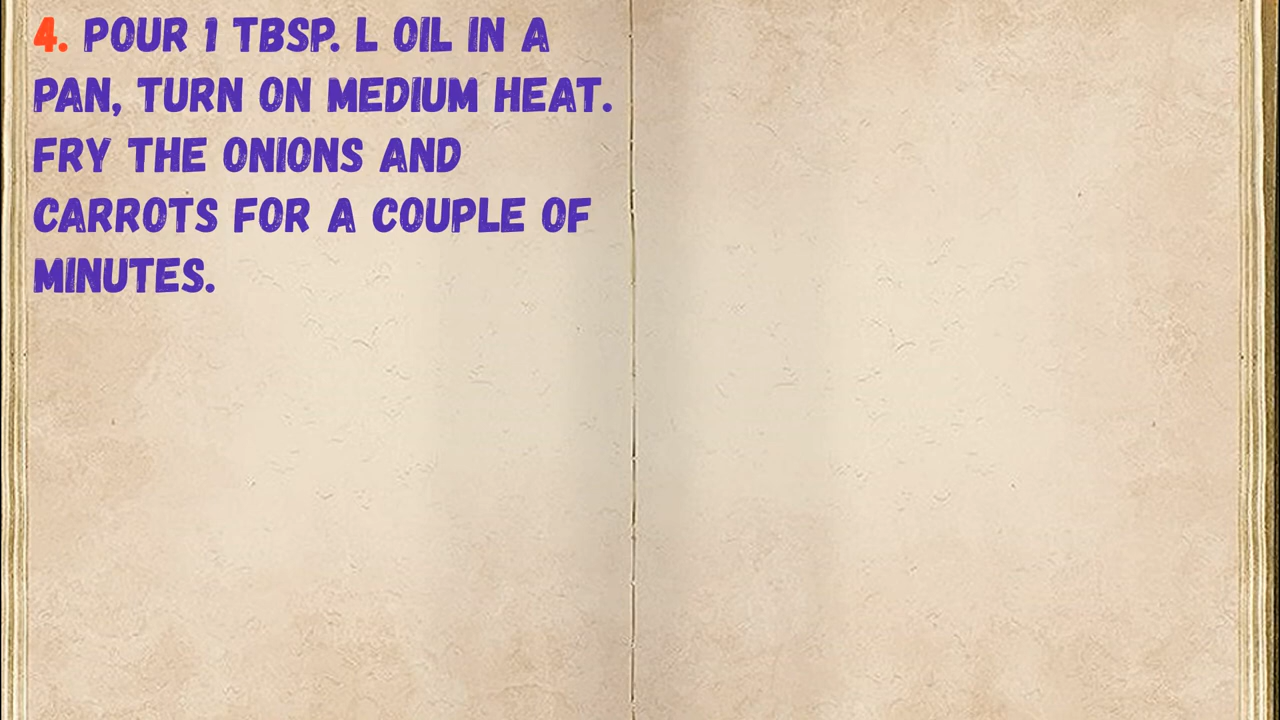 4. POUR 1 TBSP. L OIL IN A
PAN, TURN ON MEDIUM HEAT.
FRY THE ONIONS AND
CARROTS FOR A COUPLE OF
MINUTES.